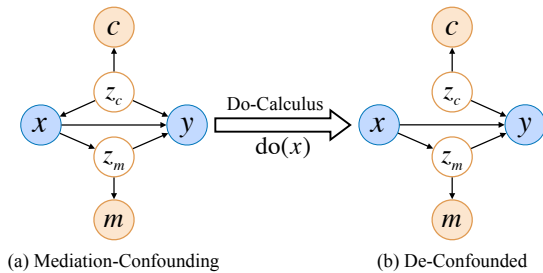 c
c
z_c
z_c
Do-Calculus
x
y
x
y
do(x)
z_m
z_m
m
m
(a) Mediation-Confounding
(b) De-Confounded